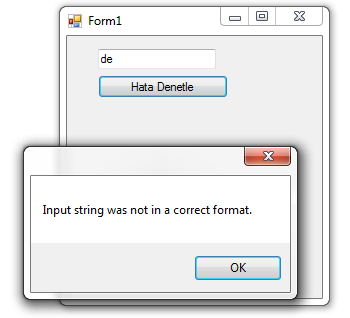 Form1
de
Hata Denetle
Input string was not in a correct format.
OK